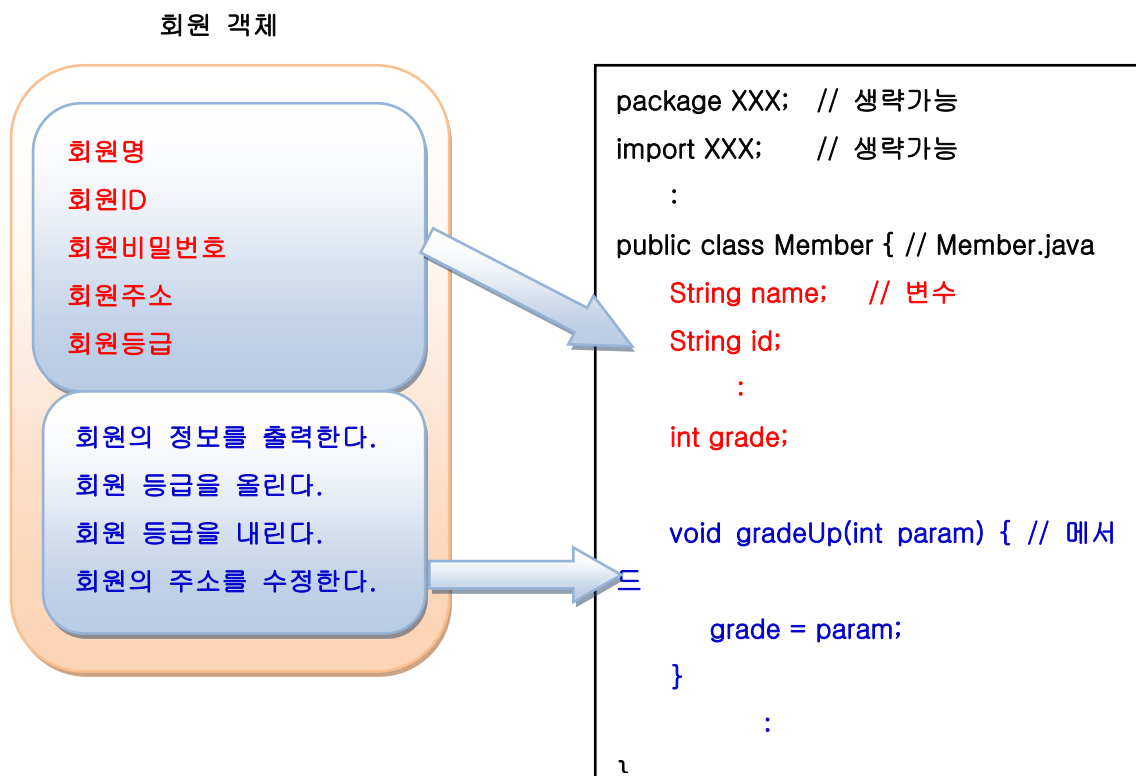 회원 객체
회원명
회원ID
회원비밀번호
회원주소
회원등급
회원의 정보를 출력한다.
회원 등급을 올린다.
회원 등급을 내린다.
회원의 주소를 수정한다.
package XXX; // 생략가능
import XXX; // 생략가능
:
public class Member { // Member.java
String name; // 변수
String id;
:
int grade;
void gradeUp(int param) { // 메서
드
grade = param;
}
:
}